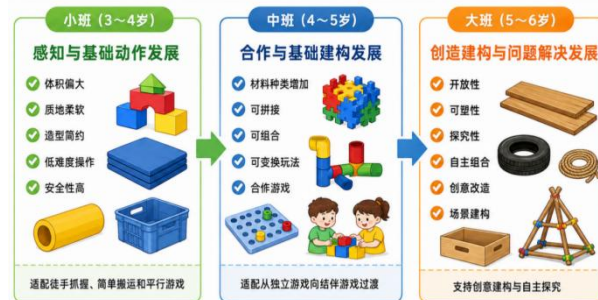 小班（3～4岁）
感知与基础动作发展
体积偏大
质地柔软
造型简约
低难度操作
安全性高
适配徒手抓握、简单搬运和平行游戏
中班（4～5岁）
合作与基础建构发展
材料种类增加
可拼接
可组合
可变换玩法
合作游戏
适配从独立游戏向结伴游戏过渡
大班（5～6岁）
创造建构与问题解决发展
开放性
可塑性
探究性
自主组合
创意改造
场景建构
支持创意建构与自主探究